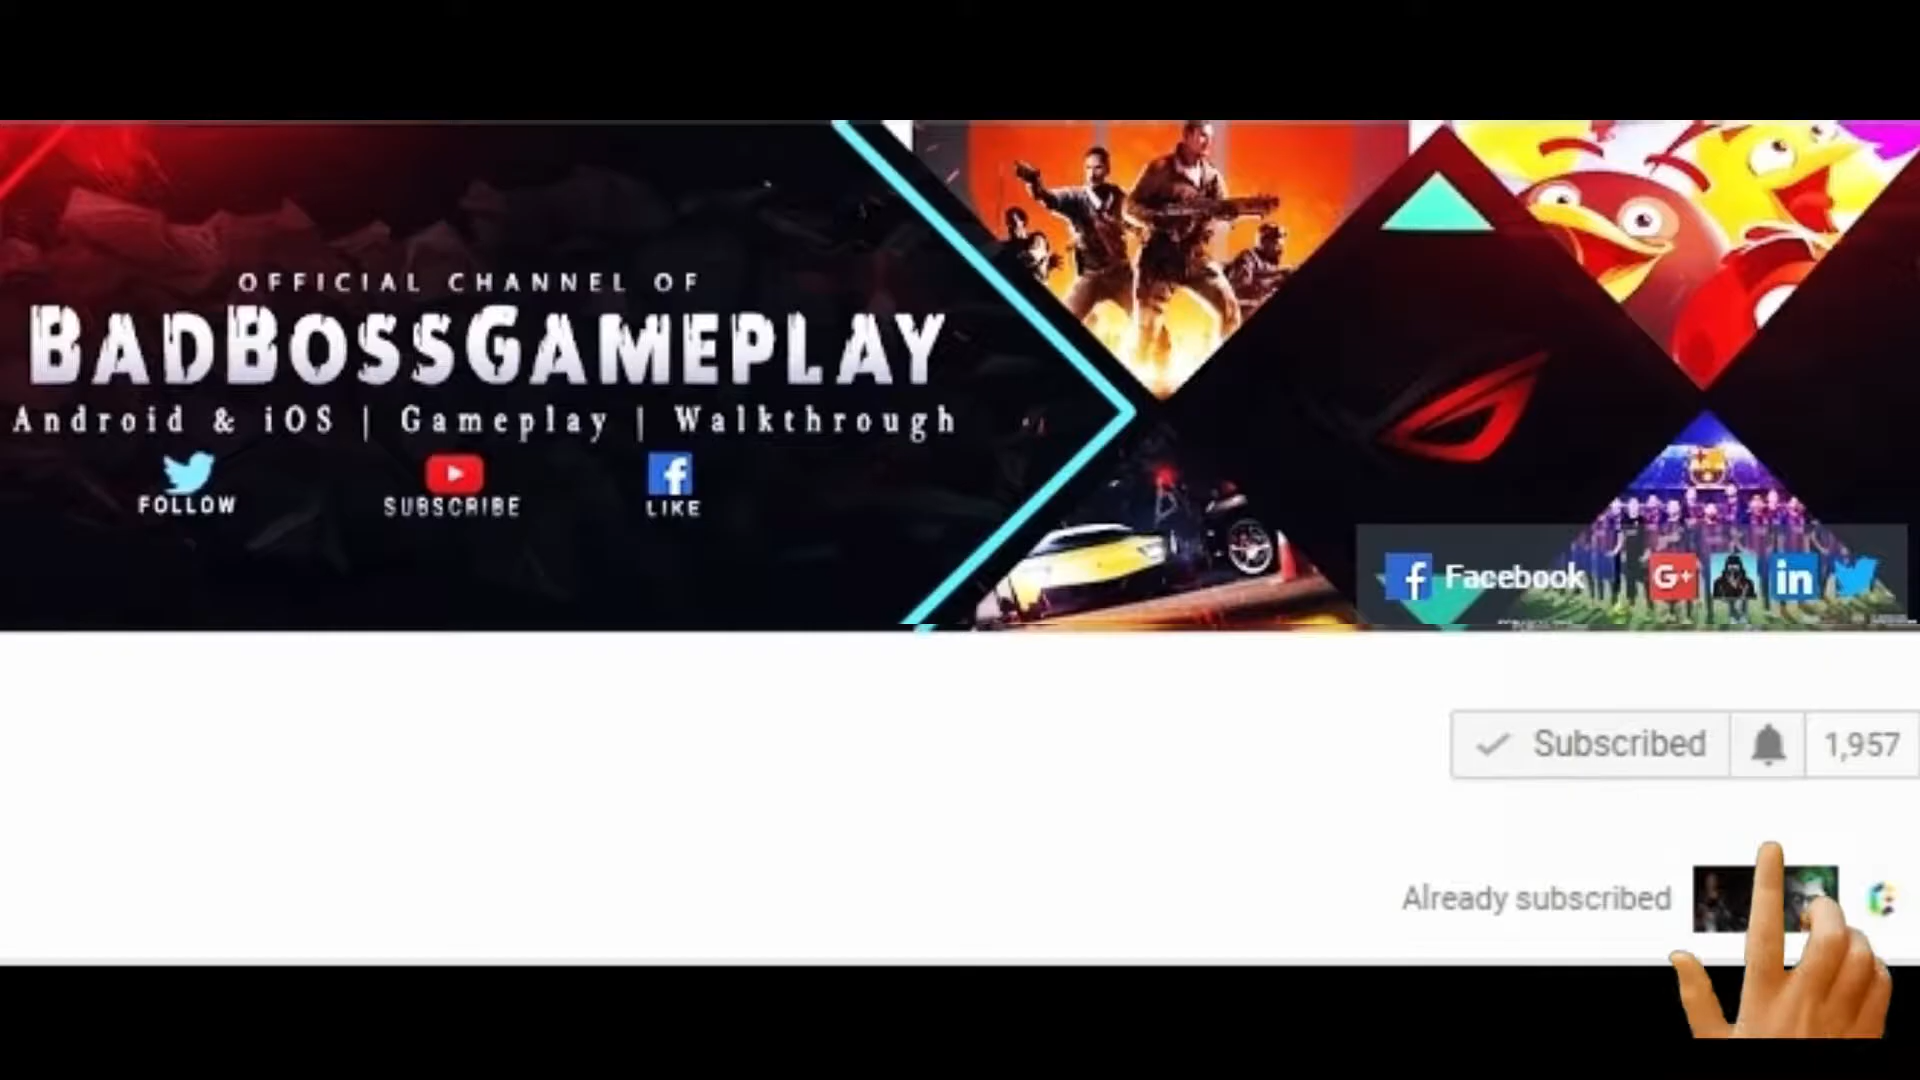 OFFICIAL CHANNEL OF
BADBOSSGAMEPLAY
Android & iOS | Gameplay | Walkthrough
FOLLOW
SUBSCRIBE
LIKE
f Facebook
G+
in
Subscribed
1,957
Already subscribed